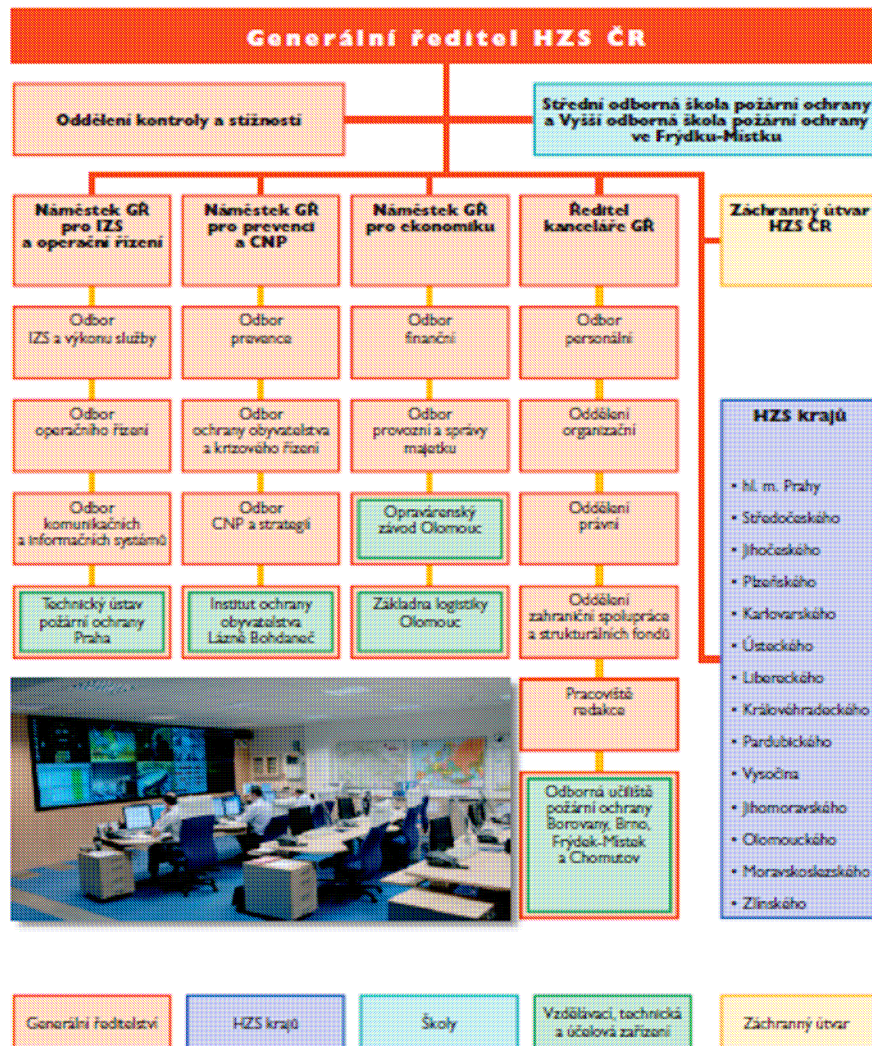 Generální ředitel HZS ČR
Oddělení kontroly a stížností
Střední odborná škola požární ochrany
a Vyšší odborná škola požární ochrany
ve Frýdku-Místku
Náměstek GŘ
pro IZS
a operační řízení
Náměstek GŘ
pro prevenci
a CNP
Náměstek GŘ
pro ekonomiku
Ředitel
kanceláře GŘ
Záchranný útvar
HZS ČR
Odbor
IZS a výkonu služby
Odbor
prevence
Odbor
finanční
Odbor
personální
Odbor
operačního řízení
Odbor
ochrany obyvatelstva
a krizového řízení
Odbor
provozní a správy
majetku
Oddělení
organizační
Odbor
komunikačních
a informačních systémů
Odbor
CNP a strategií
Opravárenský
závod Olomouc
Oddělení
právní
Technický ústav
požární ochrany
Praha
Institut ochrany
obyvatelstva
Lázně Bohdaneč
Základna logistiky
Olomouc
Oddělení
zahraniční spolupráce
a strukturálních fondů
Pracoviště
redakce
Odborná učiliště
požární ochrany
Borovany, Brno,
Frýdek-Místek
a Chomutov
HZS krajů
• hl. m. Prahy
• Středočeského
• Jihočeského
• Plzeňského
• Karlovarského
• Ústeckého
• Libereckého
• Královéhradeckého
• Pardubického
• Vysočina
• Jihomoravského
• Olomouckého
• Moravskoslezského
• Zlínského
Generální ředitelství
HZS krajů
Školy
Vzdělávací, technická
a účelová zařízení
Záchranný útvar